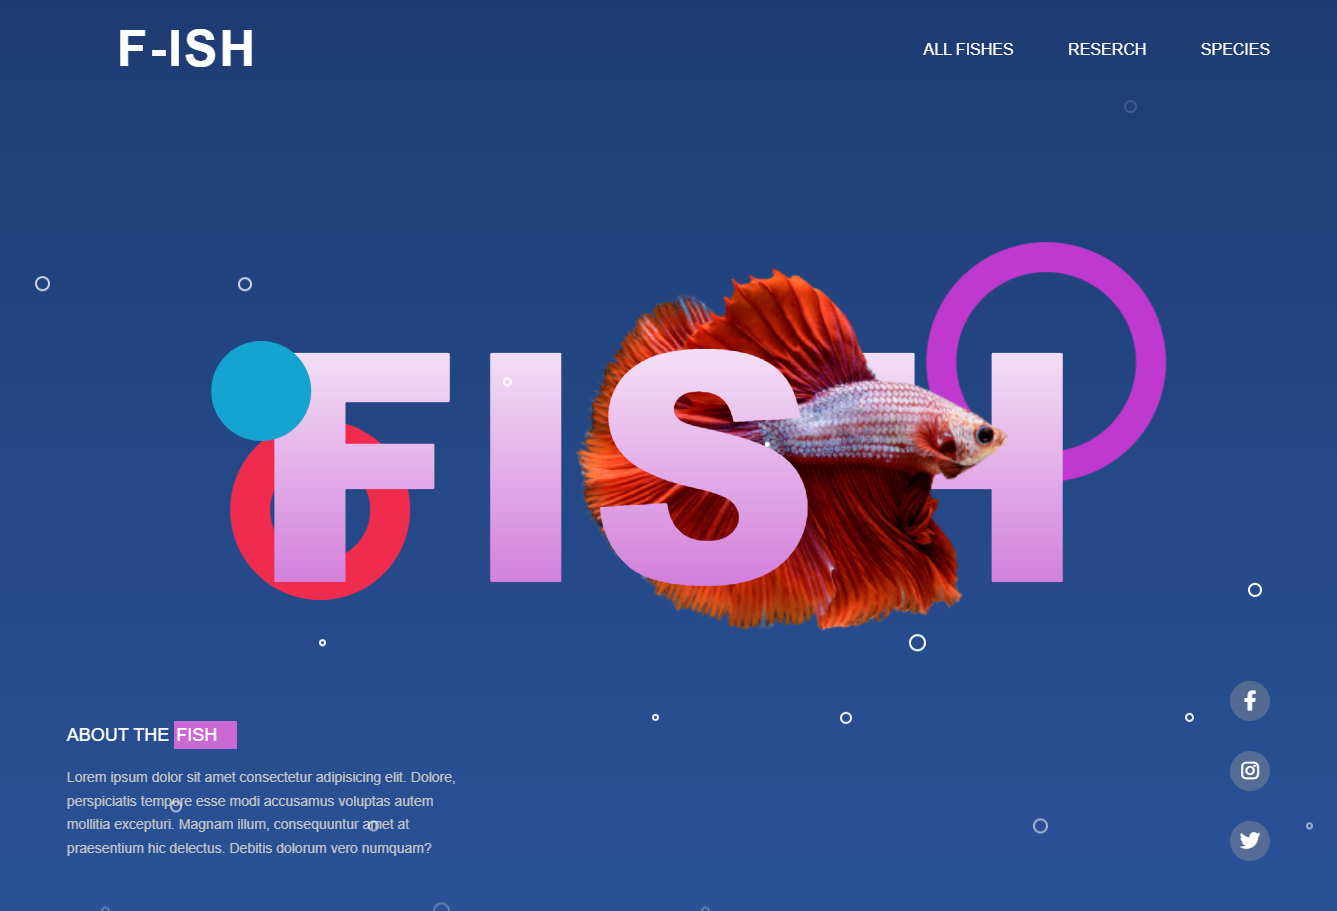 F-ISH
ALL FISHES
RESERCH
SPECIES
FISH
ABOUT THE FISH
Lorem ipsum dolor sit amet consectetur adipisicing elit. Dolore,
perspiciatis tempore esse modi accusamus voluptas autem
mollitia excepturi. Magnam illum, consequuntur amet at
praesentium hic delectus. Debitis dolorum vero numquam?